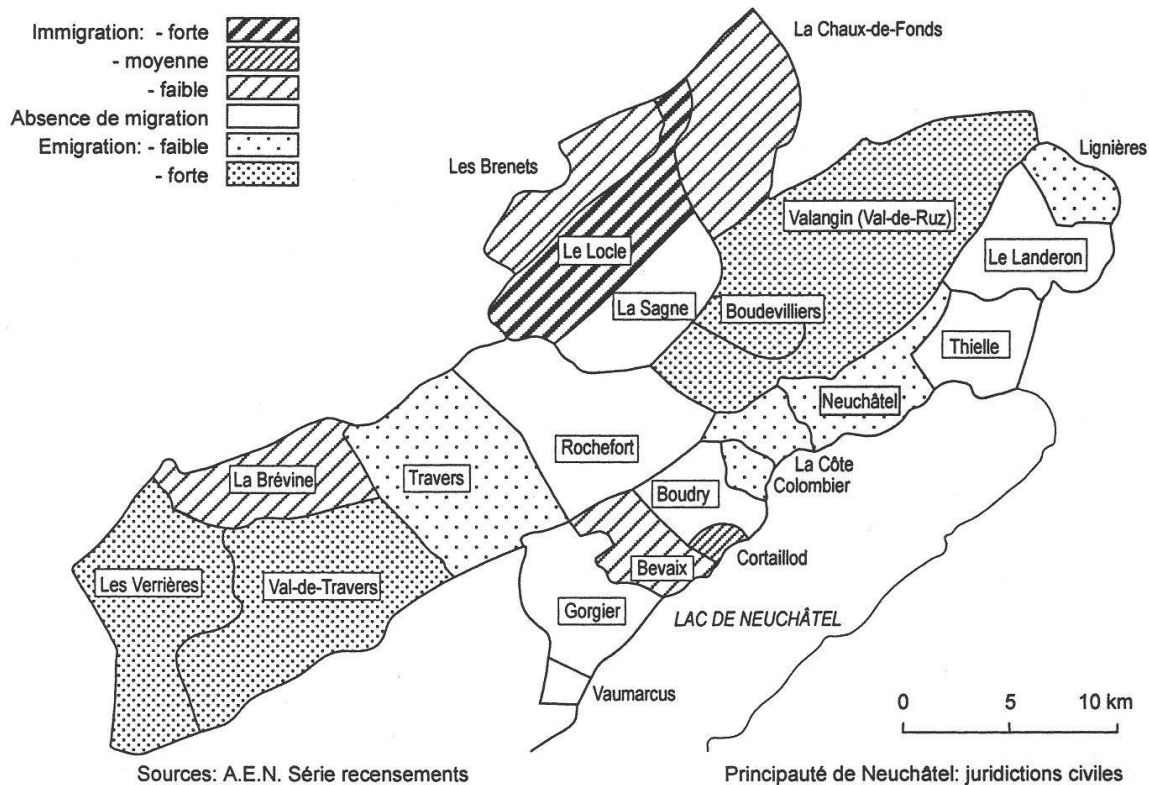 Immigration: - forte
- moyenne
- faible
Absence de migration
Emigration: - faible
- forte
La Chaux-de-Fonds
Les Brenets
Lignières
Valangin (Val-de-Ruz)
Le Locle
Le Landeron
La Sagne
Boudevilliers
Thielle
Neuchâtel
Rochefort
La Côte
La Brévine
Travers
Colombier
Boudry
Cortaillod
Les Verrières
Val-de-Travers
Bevaix
Gorgier
LAC DE NEUCHÂTEL
Vaumarcus
0 5 10 km
Sources: A.E.N. Série recensements
Principauté de Neuchâtel: juridictions civiles